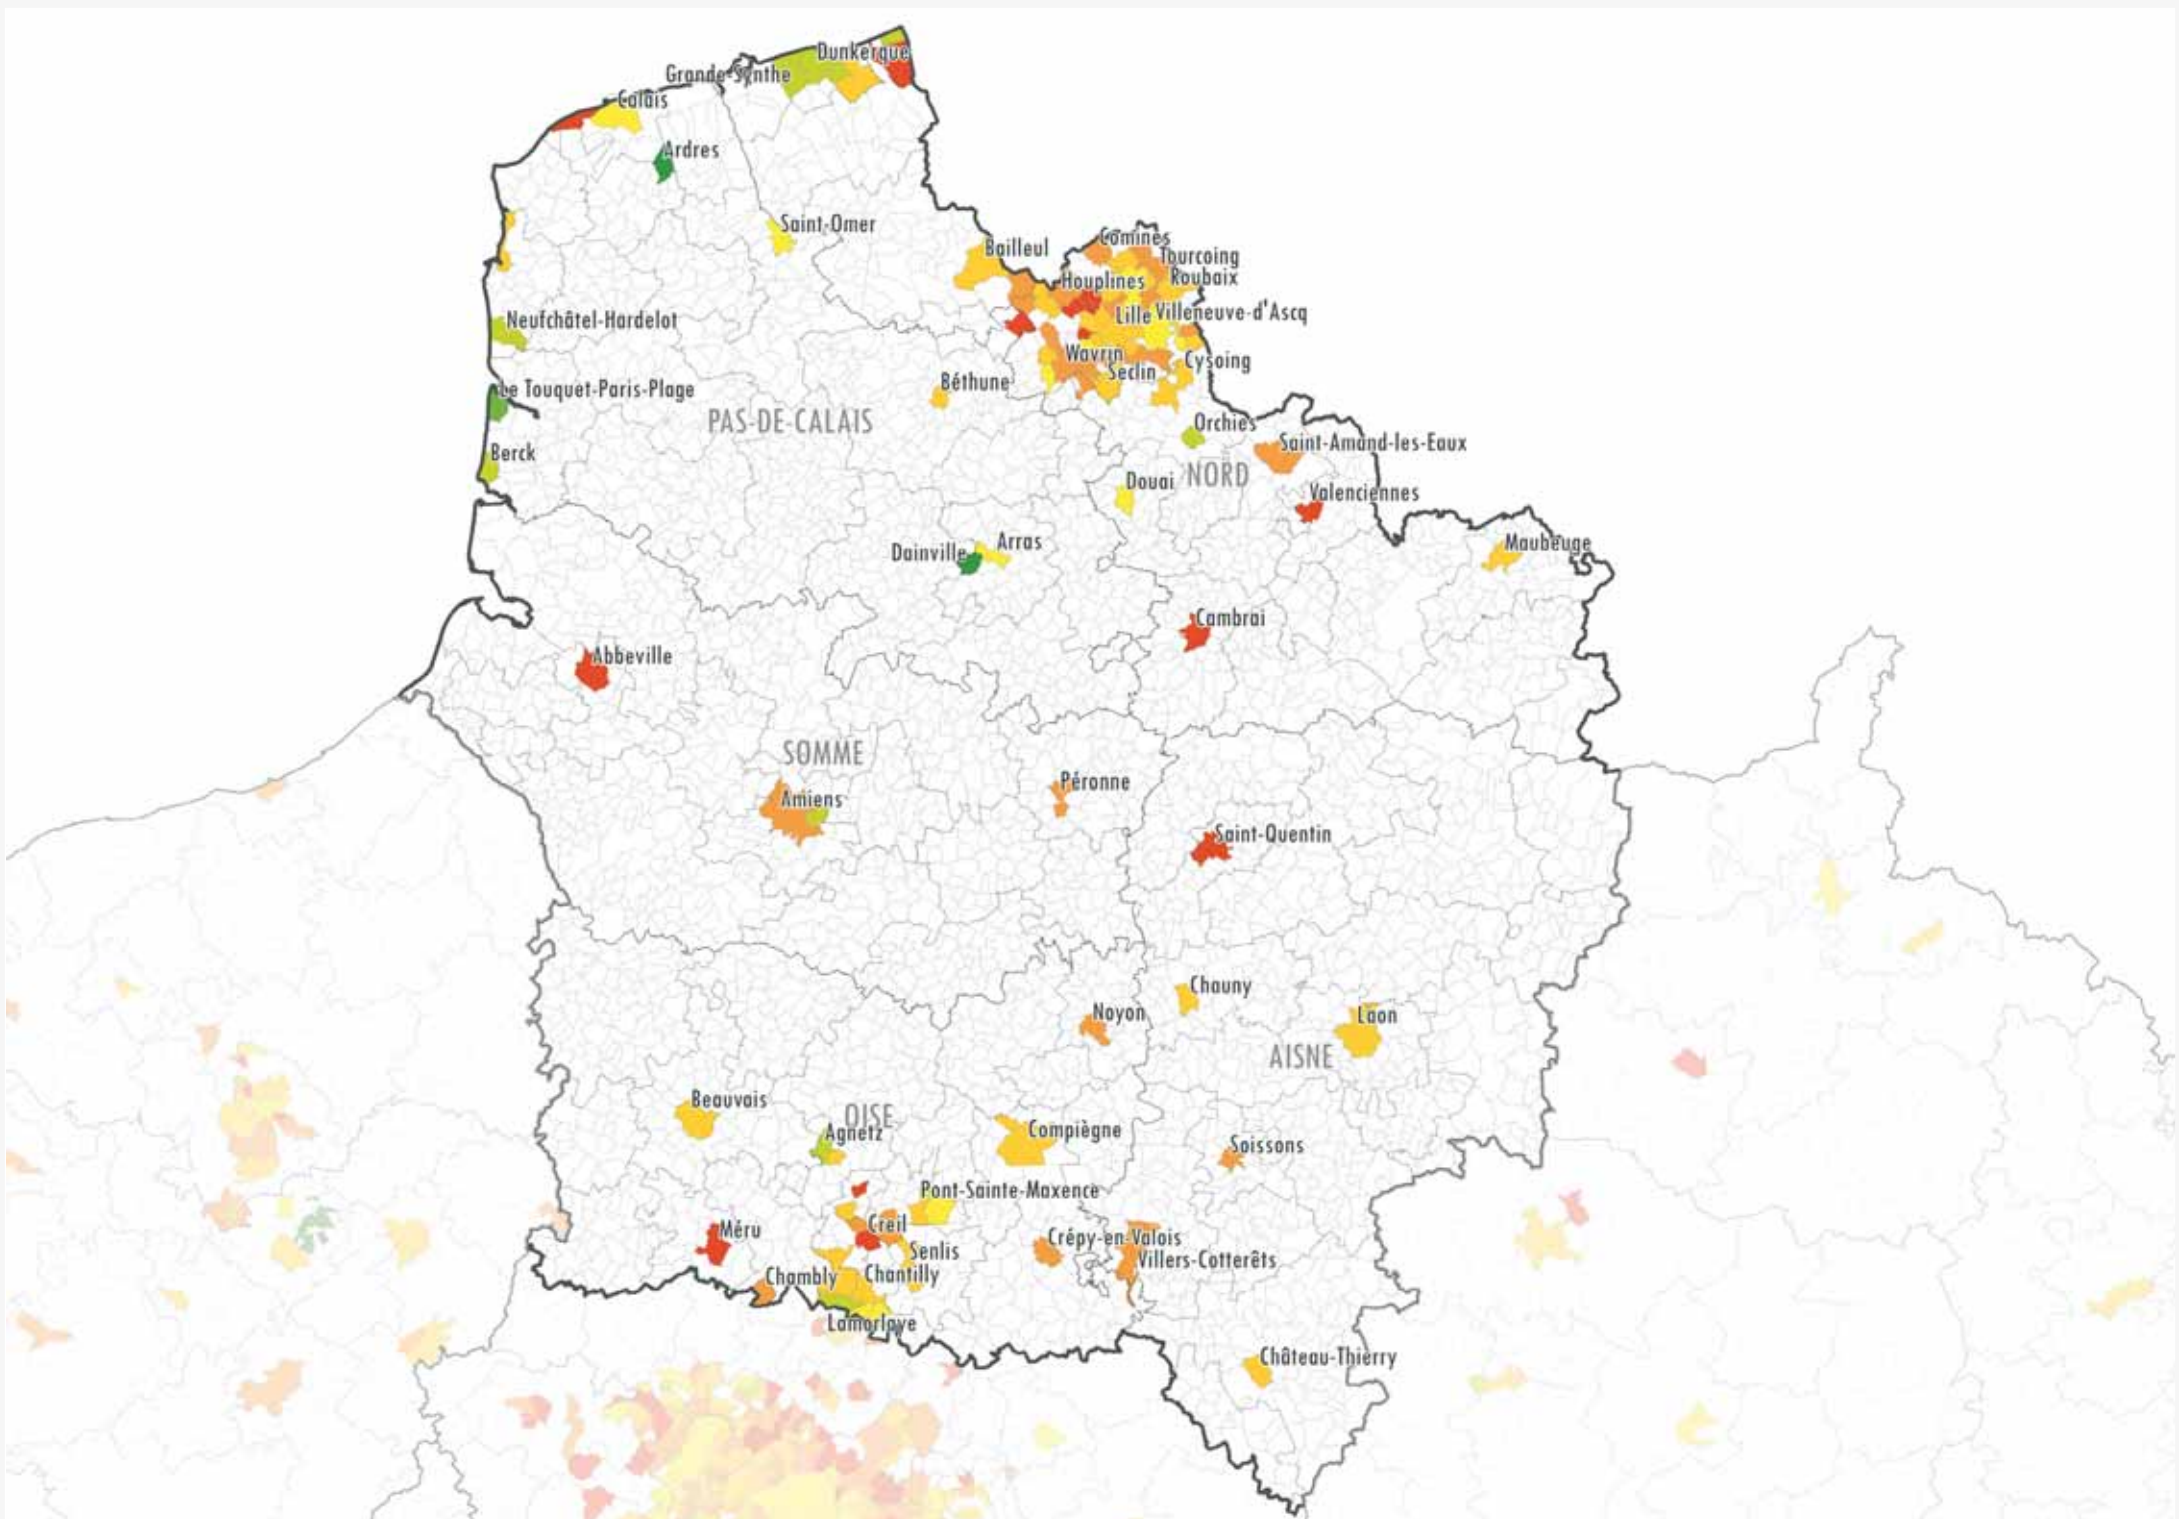 Dunkerque
Grande-Synthe
Calais
Ardres
Saint-Omer
Bailleul
Comines
Tourcoing
Houplines
Roubaix
Lille
Villeneuve-d'Ascq
Neufchâtel-Hardelot
Wavrin
Cysoing
Seclin
Béthune
Le Touquet-Paris-Plage
PAS-DE-CALAIS
Orchies
Saint-Amand-les-Eaux
Berck
NORD
Douai
Valenciennes
Dainville
Arras
Maubeuge
Cambrai
Abbeville
SOMME
Péronne
Amiens
Saint-Quentin
Chauny
Noyon
Laon
AISNE
Beauvais
OISE
Agnetz
Compiègne
Soissons
Pont-Sainte-Maxence
Méru
Creil
Crépy-en-Valois
Senlis
Villers-Cotterêts
Chambly
Chantilly
Lamorlaye
Château-Thierry